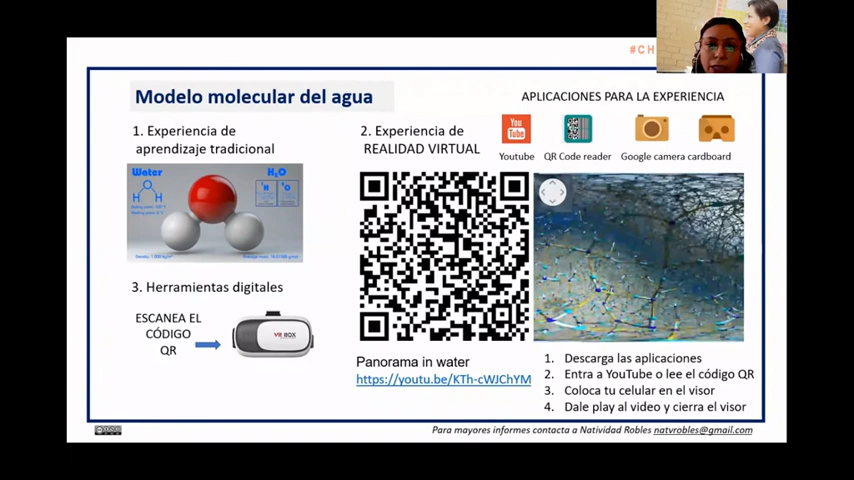 #CH
Modelo molecular del agua
1. Experiencia de
aprendizaje tradicional
Water
H₂O
O
H H
3. Herramientas digitales
ESCANEA EL
CÓDIGO
QR
VR BOX
2. Experiencia de
REALIDAD VIRTUAL
APLICACIONES PARA LA EXPERIENCIA
You
Tube
Youtube QR Code reader Google camera cardboard
Panorama in water
https://youtu.be/KTh-cWJChYM
1. Descarga las aplicaciones
2. Entra a YouTube o lee el código QR
3. Coloca tu celular en el visor
4. Dale play al video y cierra el visor
Para mayores informes contacta a Natividad Robles natvrobles@gmail.com